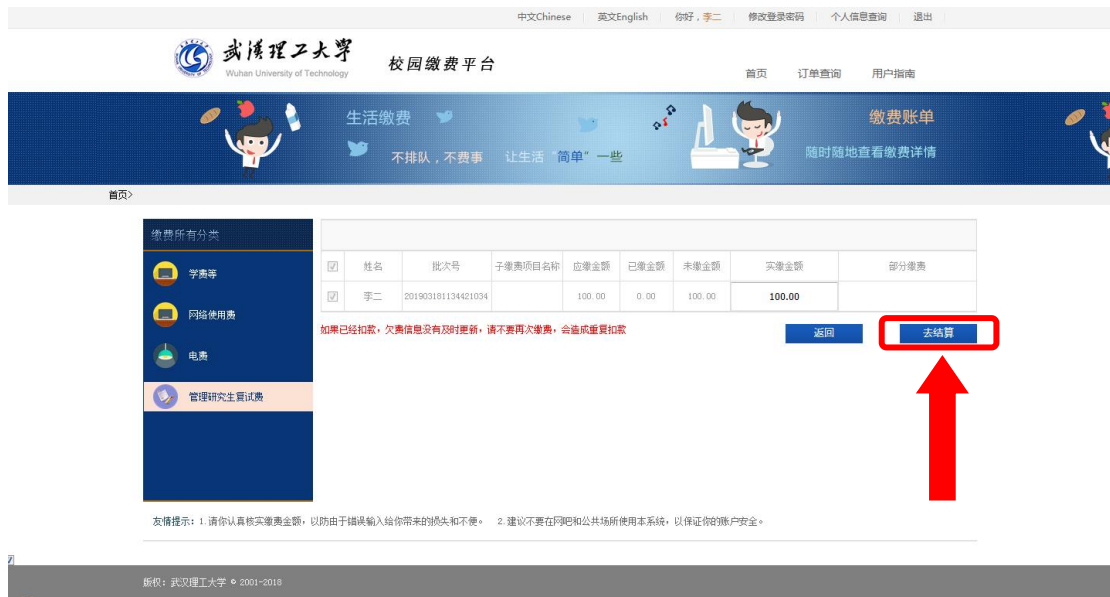 中文Chinese 英文English 你好，李二 修改登录密码 个人信息查询 退出
武汉理工大学
Wuhan University of Technology
校园缴费平台
首页 订单查询 用户指南
生活缴费
不排队，不费事 让生活“简单”一些
缴费账单
随时随地查看缴费详情
首页>
缴费所有分类
学费等
网络使用费
电费
管理研究生复试费
姓名 批次号 子缴费项目名称 应缴金额 已缴金额 未缴金额 实缴金额 部分缴费
李二 201903181134421034 100.00 0.00 100.00 100.00
如果已经扣款，欠费信息没有及时更新，请不要再次缴费，会造成重复扣款
返回 去结算
友情提示：1.请你认真核实缴费金额，以防由于错误输入给你带来的损失和不便。 2.建议不要在网吧和公共场所使用本系统，以保证你的账户安全。
版权：武汉理工大学 © 2001-2018